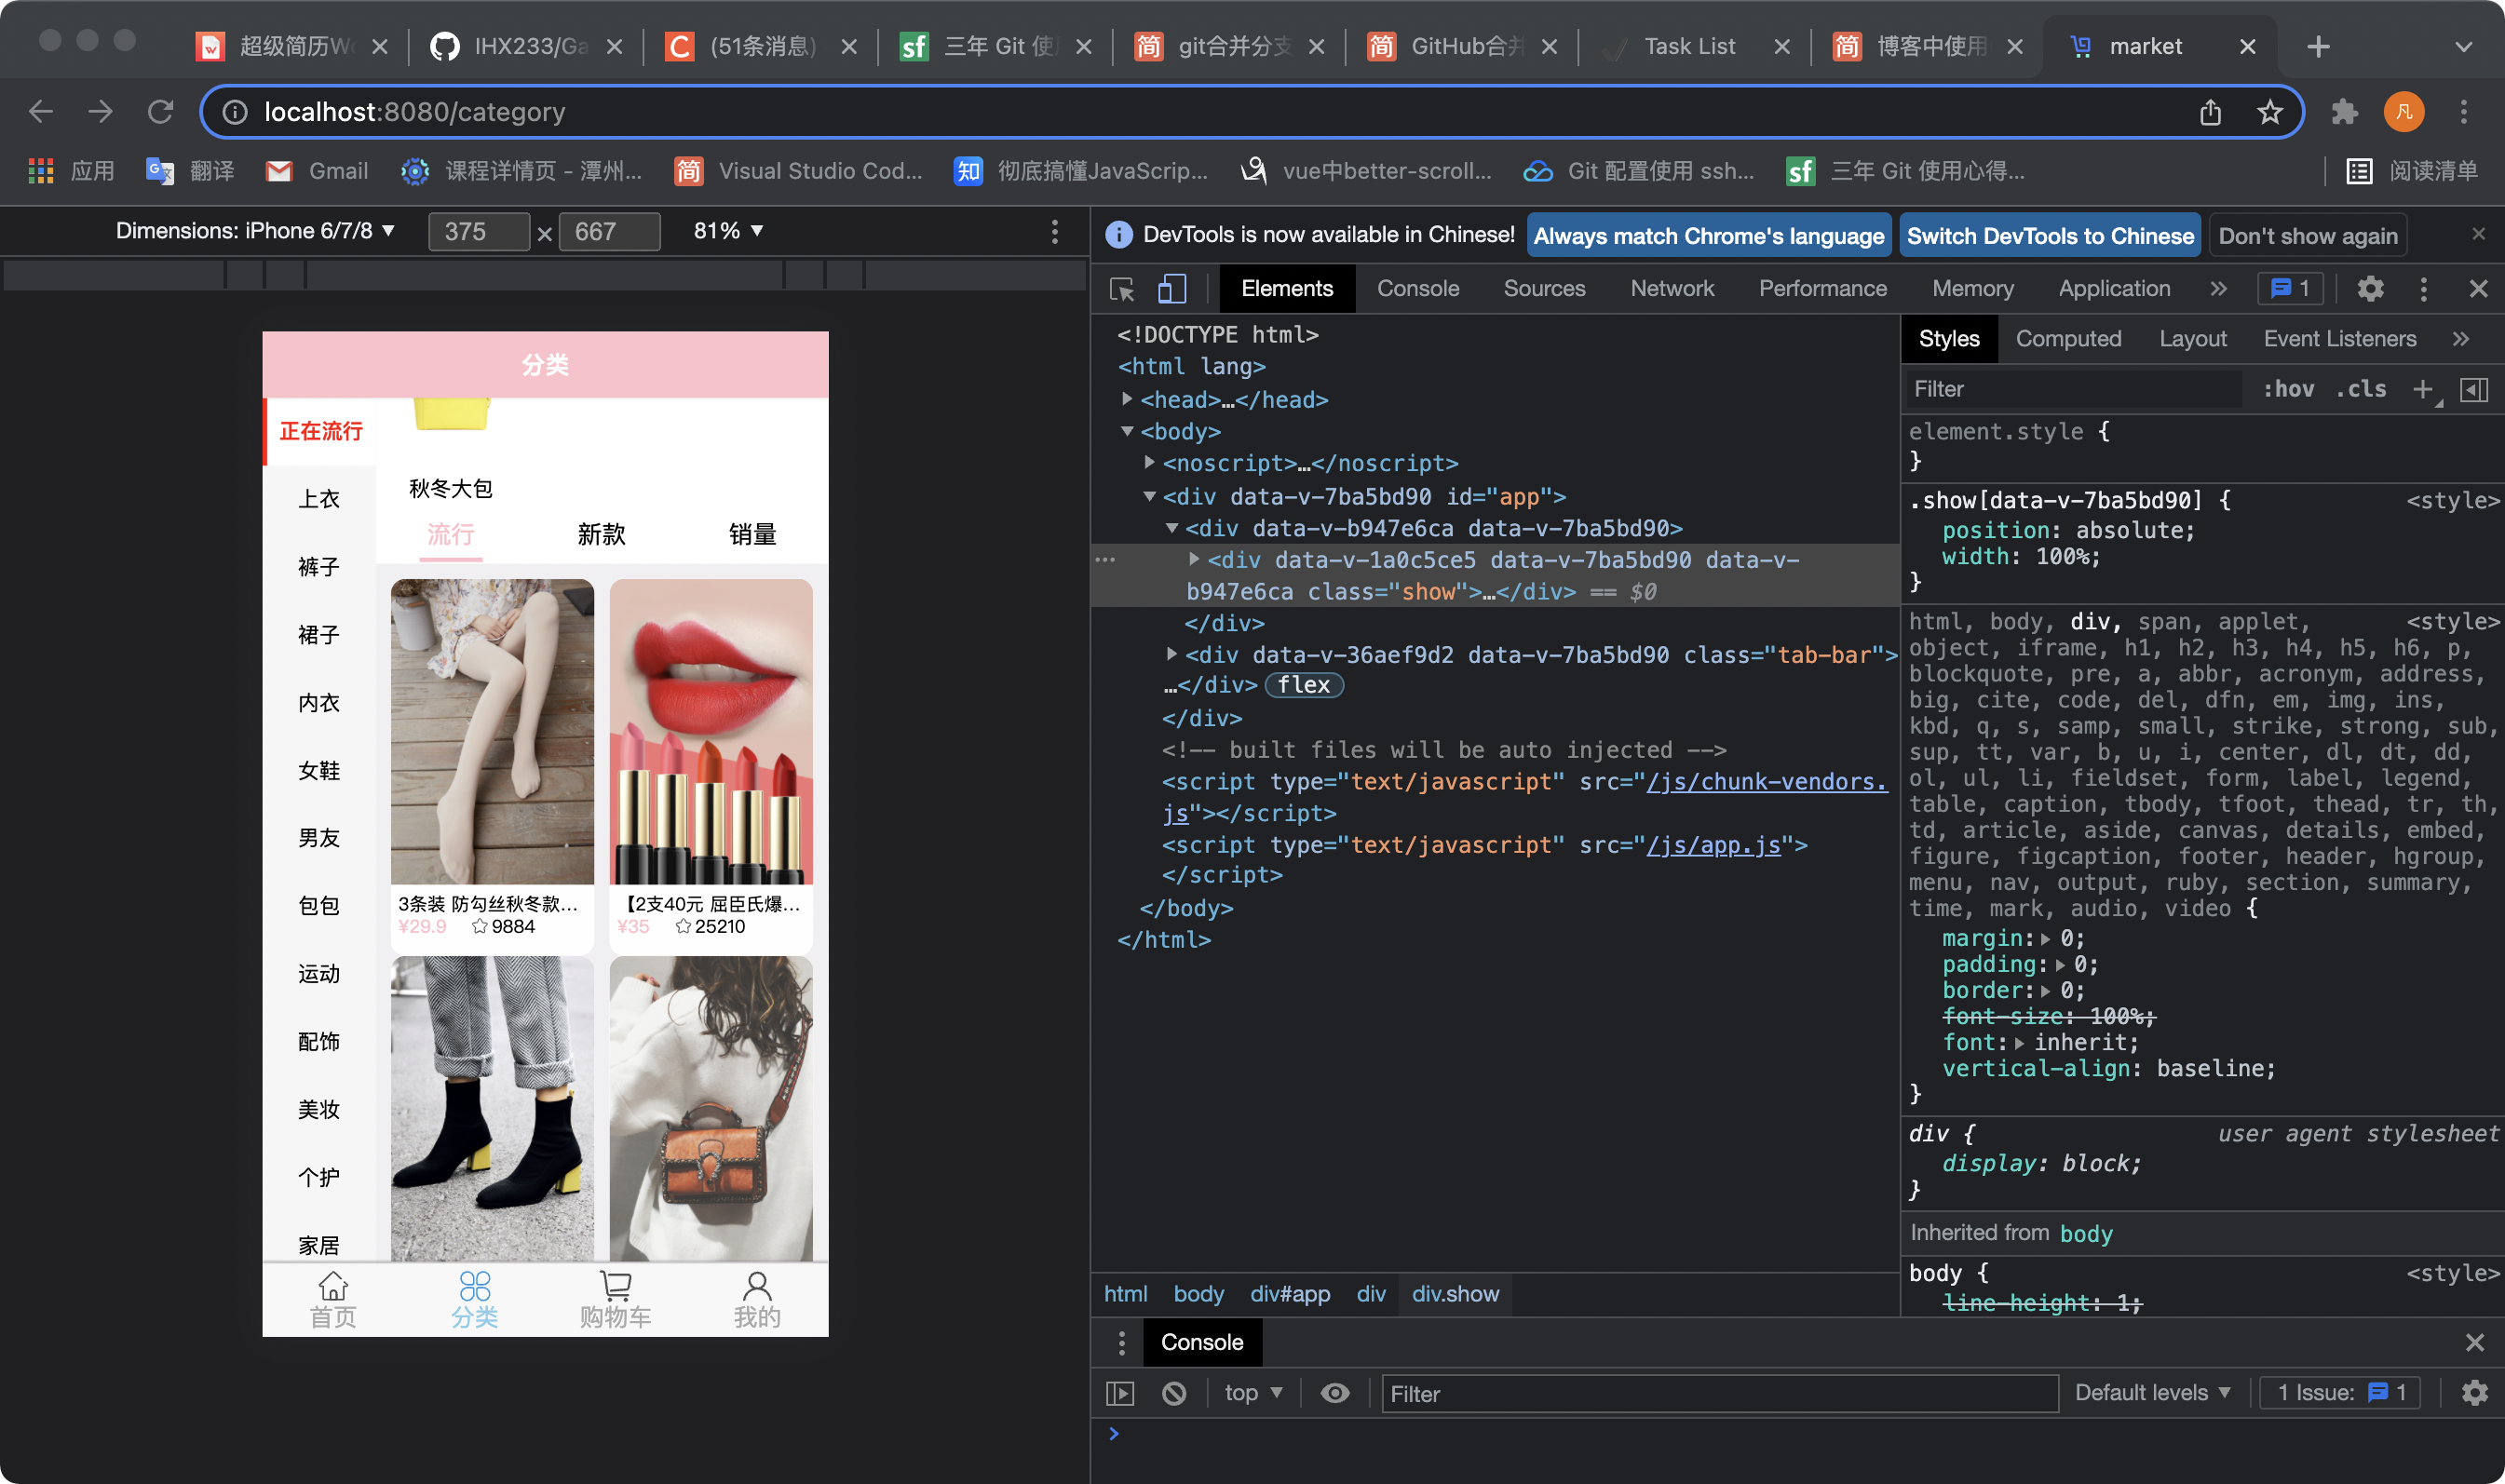 超级简历Wo
IHX233/Ga
(51条消息)
三年 Git 使
git合并分支
GitHub合并
Task List
博客中使用
market
localhost:8080/category
凡
应用
翻译
Gmail
课程详情页 - 潭州...
Visual Studio Cod...
彻底搞懂JavaScrip...
vue中better-scroll...
Git 配置使用 ssh...
三年 Git 使用心得...
阅读清单
Dimensions: iPhone 6/7/8 ▼ 375 × 667 81% ▼
分类
正在流行
上衣
裤子
裙子
内衣
女鞋
男友
包包
运动
配饰
美妆
个护
家居
秋冬大包
流行 新款 销量
3条装 防勾丝秋冬款...
¥29.9 9884
【2支40元 屈臣氏爆...
¥35 25210
首页 分类 购物车 我的
DevTools is now available in Chinese! Always match Chrome's language Switch DevTools to Chinese Don't show again
Elements Console Sources Network Performance Memory Application » 1
<!DOCTYPE html>
<html lang>
<head>…</head>
<body>
<noscript>…</noscript>
<div data-v-7ba5bd90 id="app">
<div data-v-b947e6ca data-v-7ba5bd90>
<div data-v-1a0c5ce5 data-v-7ba5bd90 data-v-
b947e6ca class="show">…</div> == $0
</div>
<div data-v-36aef9d2 data-v-7ba5bd90 class="tab-bar">
…</div> flex
</div>
<!-- built files will be auto injected -->
<script type="text/javascript" src="/js/chunk-vendors.
js"></script>
<script type="text/javascript" src="/js/app.js">
</script>
</body>
</html>
html body div#app div div.show
Styles Computed Layout Event Listeners »
Filter :hov .cls +
element.style {
}
.show[data-v-7ba5bd90] { <style>
position: absolute;
width: 100%;
}
html, body, div, span, applet, <style>
object, iframe, h1, h2, h3, h4, h5, h6, p,
blockquote, pre, a, abbr, acronym, address,
big, cite, code, del, dfn, em, img, ins,
kbd, q, s, samp, small, strike, strong, sub,
sup, tt, var, b, u, i, center, dl, dt, dd,
ol, ul, li, fieldset, form, label, legend,
table, caption, tbody, tfoot, thead, tr, th,
td, article, aside, canvas, details, embed,
figure, figcaption, footer, header, hgroup,
menu, nav, output, ruby, section, summary,
time, mark, audio, video {
margin: 0;
padding: 0;
border: 0;
font-size: 100%;
font: inherit;
vertical-align: baseline;
}
div { user agent stylesheet
display: block;
}
Inherited from body
body { <style>
line-height: 1;
Console
top ▼ Filter Default levels ▼ 1 Issue: 1